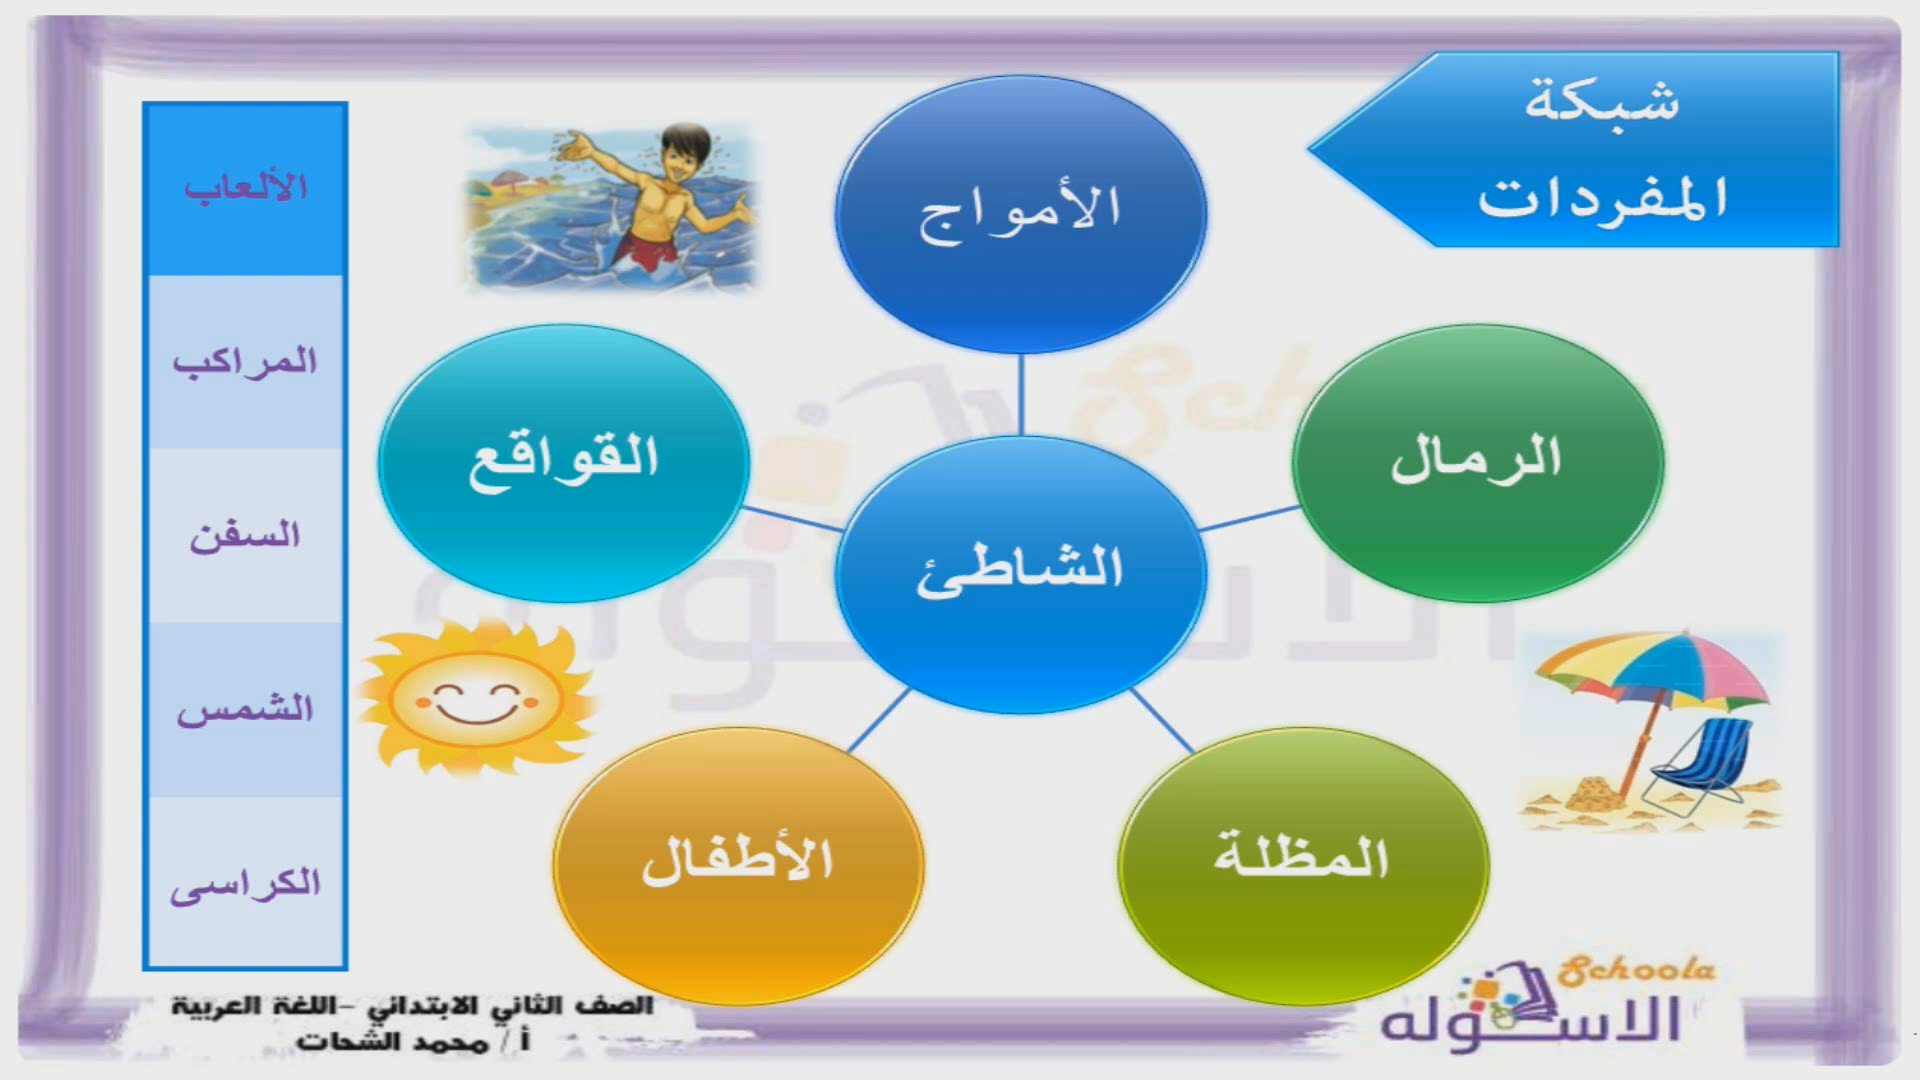 شبكة
المفردات
الأمواج
الرمال
القواقع
الشاطئ
المظلة
الأطفال
الألعاب
المراكب
السفن
الشمس
الكراسى
الصف الثاني الابتدائي -اللغة العربية
أ / محمد الشحات
Schoola
الاسكوله